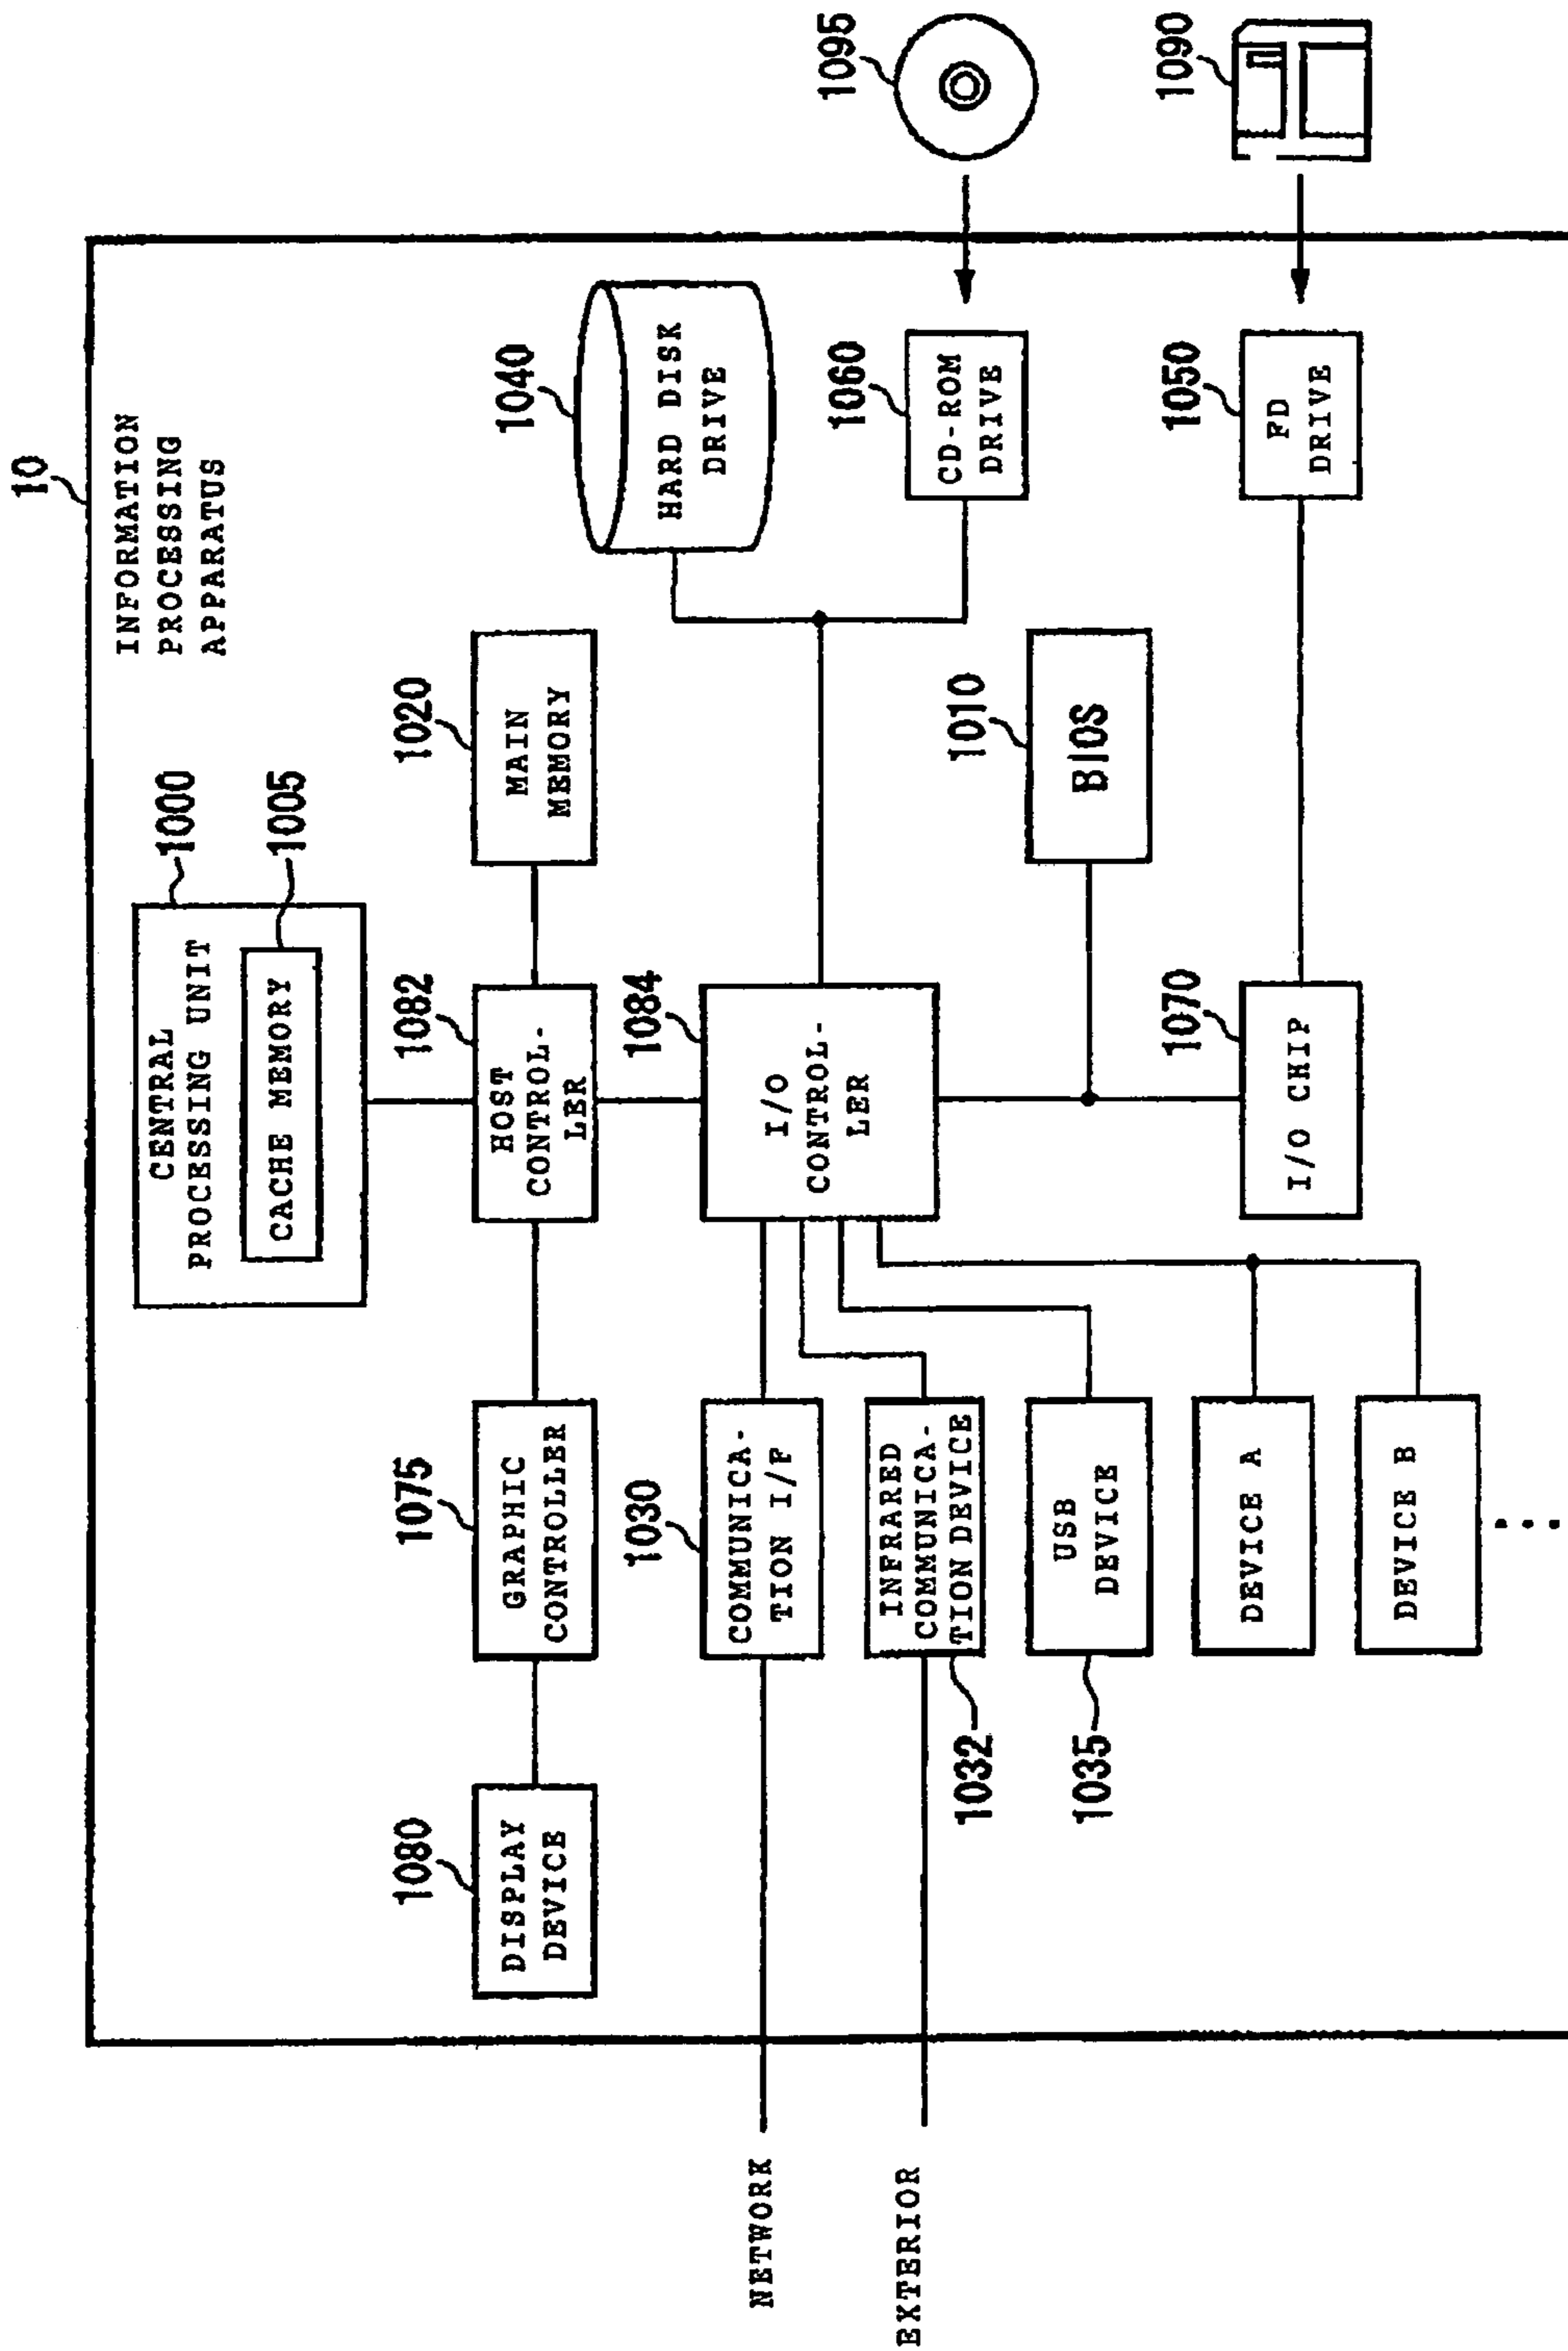 10
INFORMATION
PROCESSING
APPARATUS
1000
CENTRAL
PROCESSING UNIT
1005
CACHE MEMORY
1080
DISPLAY
DEVICE
1075
GRAPHIC
CONTROLLER
1082
HOST
CONTROL-
LER
1020
MAIN
MEMORY
1040
HARD DISK
DRIVE
NETWORK
1030
COMMUNICA-
TION I/F
1084
I/O
CONTROL-
LER
1095
1060
CD-ROM
DRIVE
EXTERIOR
1032
INFRARED
COMMUNICA-
TION DEVICE
1035
USB
DEVICE
1010
BIOS
1090
1050
FD
DRIVE
1070
I/O CHIP
DEVICE A
DEVICE B
...